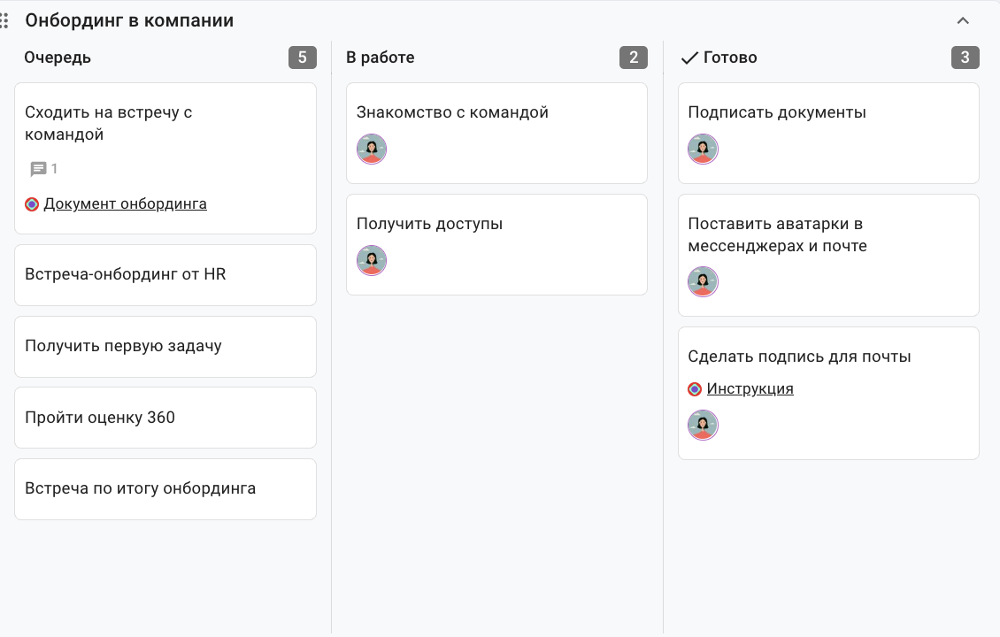 Онбординг в компании
Очередь
5
Сходить на встречу с
командой
1
Документ онбординга
Встреча-онбординг от HR
Получить первую задачу
Пройти оценку 360
Встреча по итогу онбординга
В работе
2
Знакомство с командой
Получить доступы
Готово
3
Подписать документы
Поставить аватарки в
мессенджерах и почте
Сделать подпись для почты
Инструкция